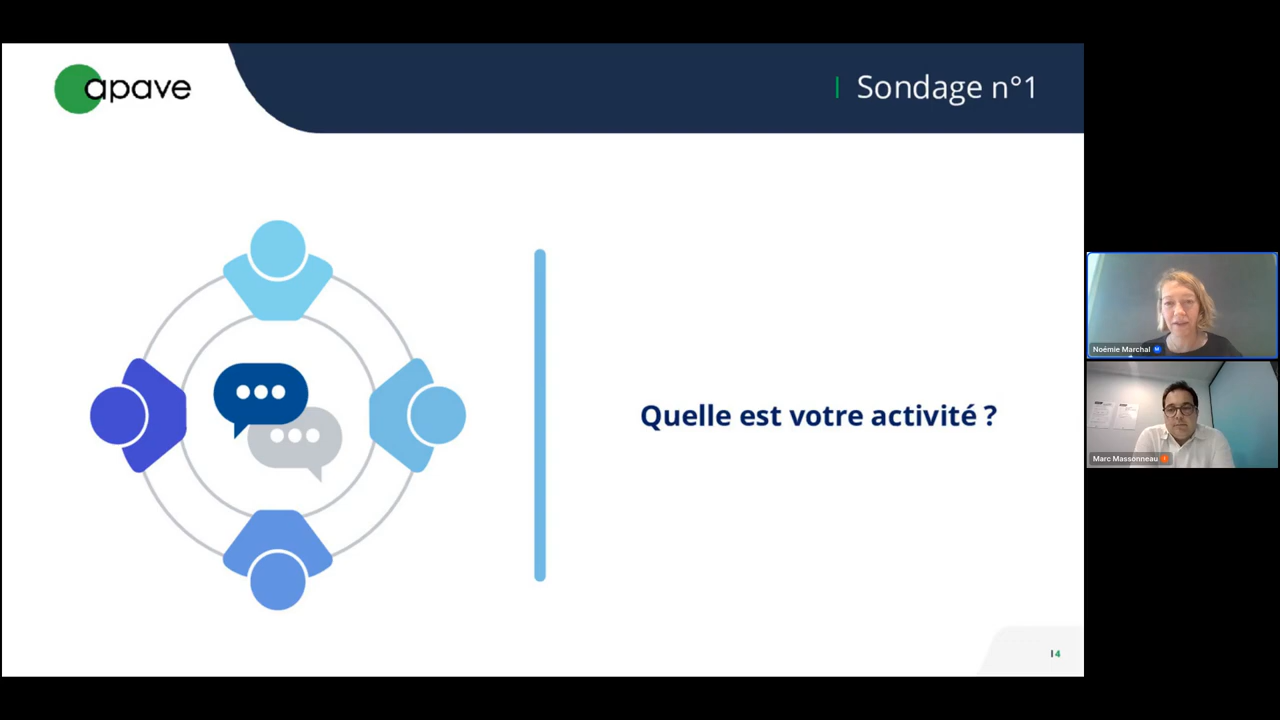 apave
Sondage n°1
Quelle est votre activité ?
4
Noémie Marchal
Marc Massonneau